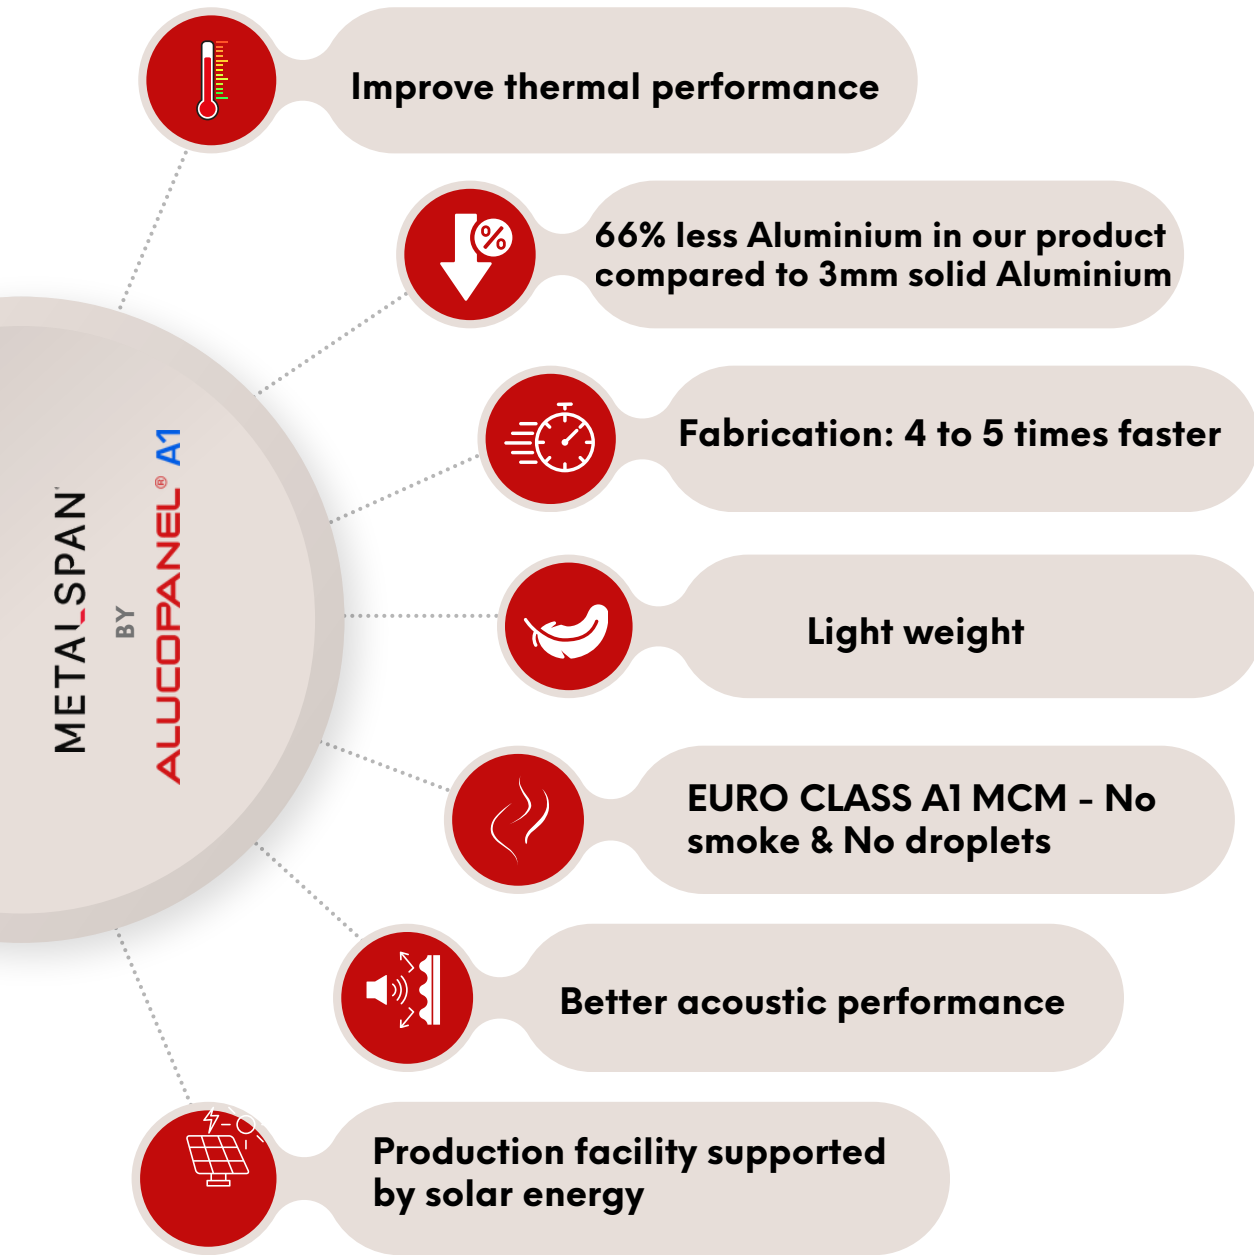 Improve thermal performance
%
66% less Aluminium in our product
compared to 3mm solid Aluminium
Fabrication: 4 to 5 times faster
METALSPAN
BY
ALUCOPANEL® A1
Light weight
EURO CLASS A1 MCM - No
smoke & No droplets
Better acoustic performance
Production facility supported
by solar energy